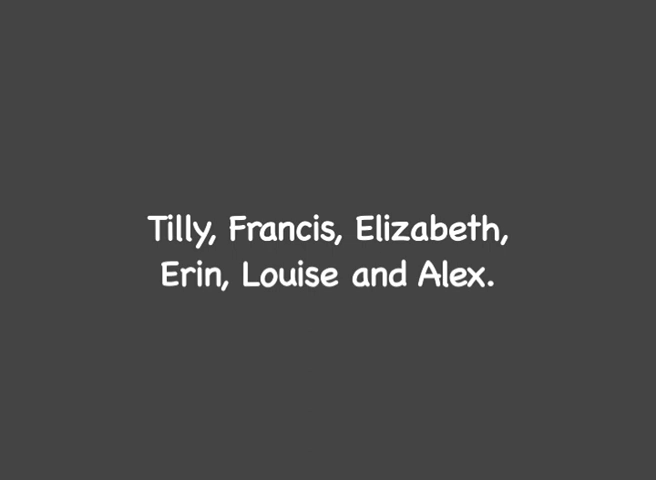 Tilly, Francis, Elizabeth,
Erin, Louise and Alex.